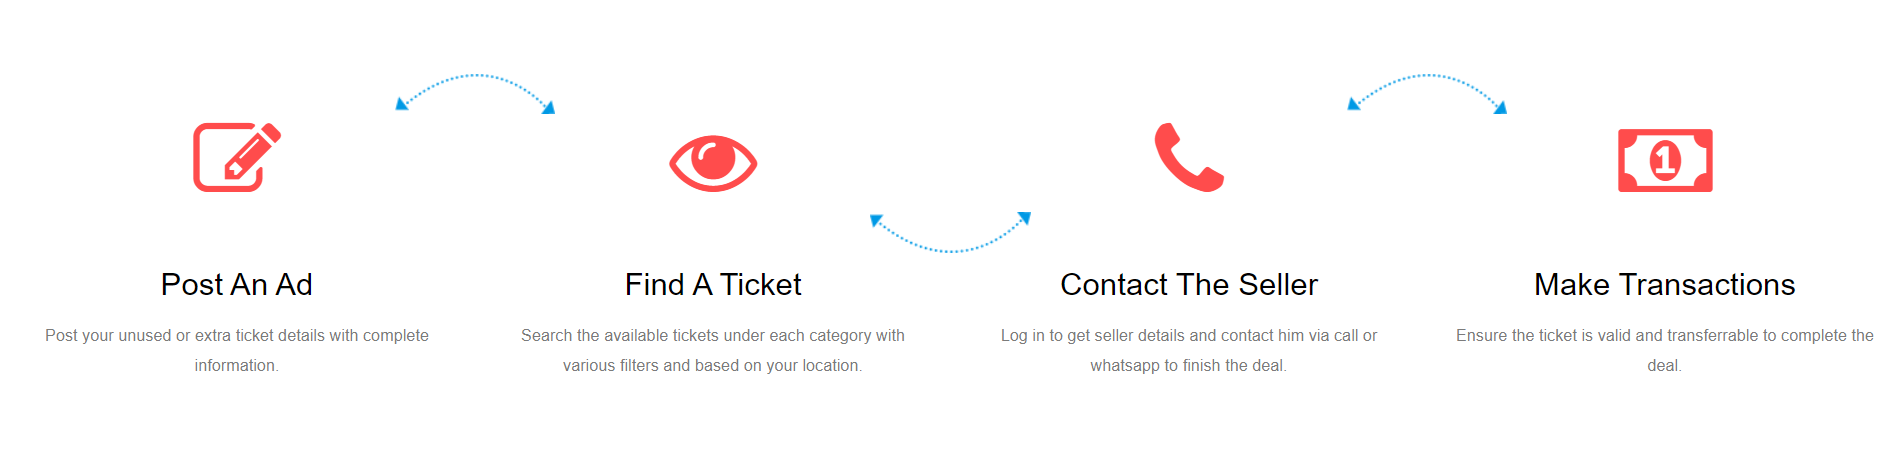 Post An Ad
Post your unused or extra ticket details with complete
information.
Find A Ticket
Search the available tickets under each category with
various filters and based on your location.
1
Contact The Seller
Log in to get seller details and contact him via call or
whatsapp to finish the deal.
Make Transactions
Ensure the ticket is valid and transferrable to complete the
deal.